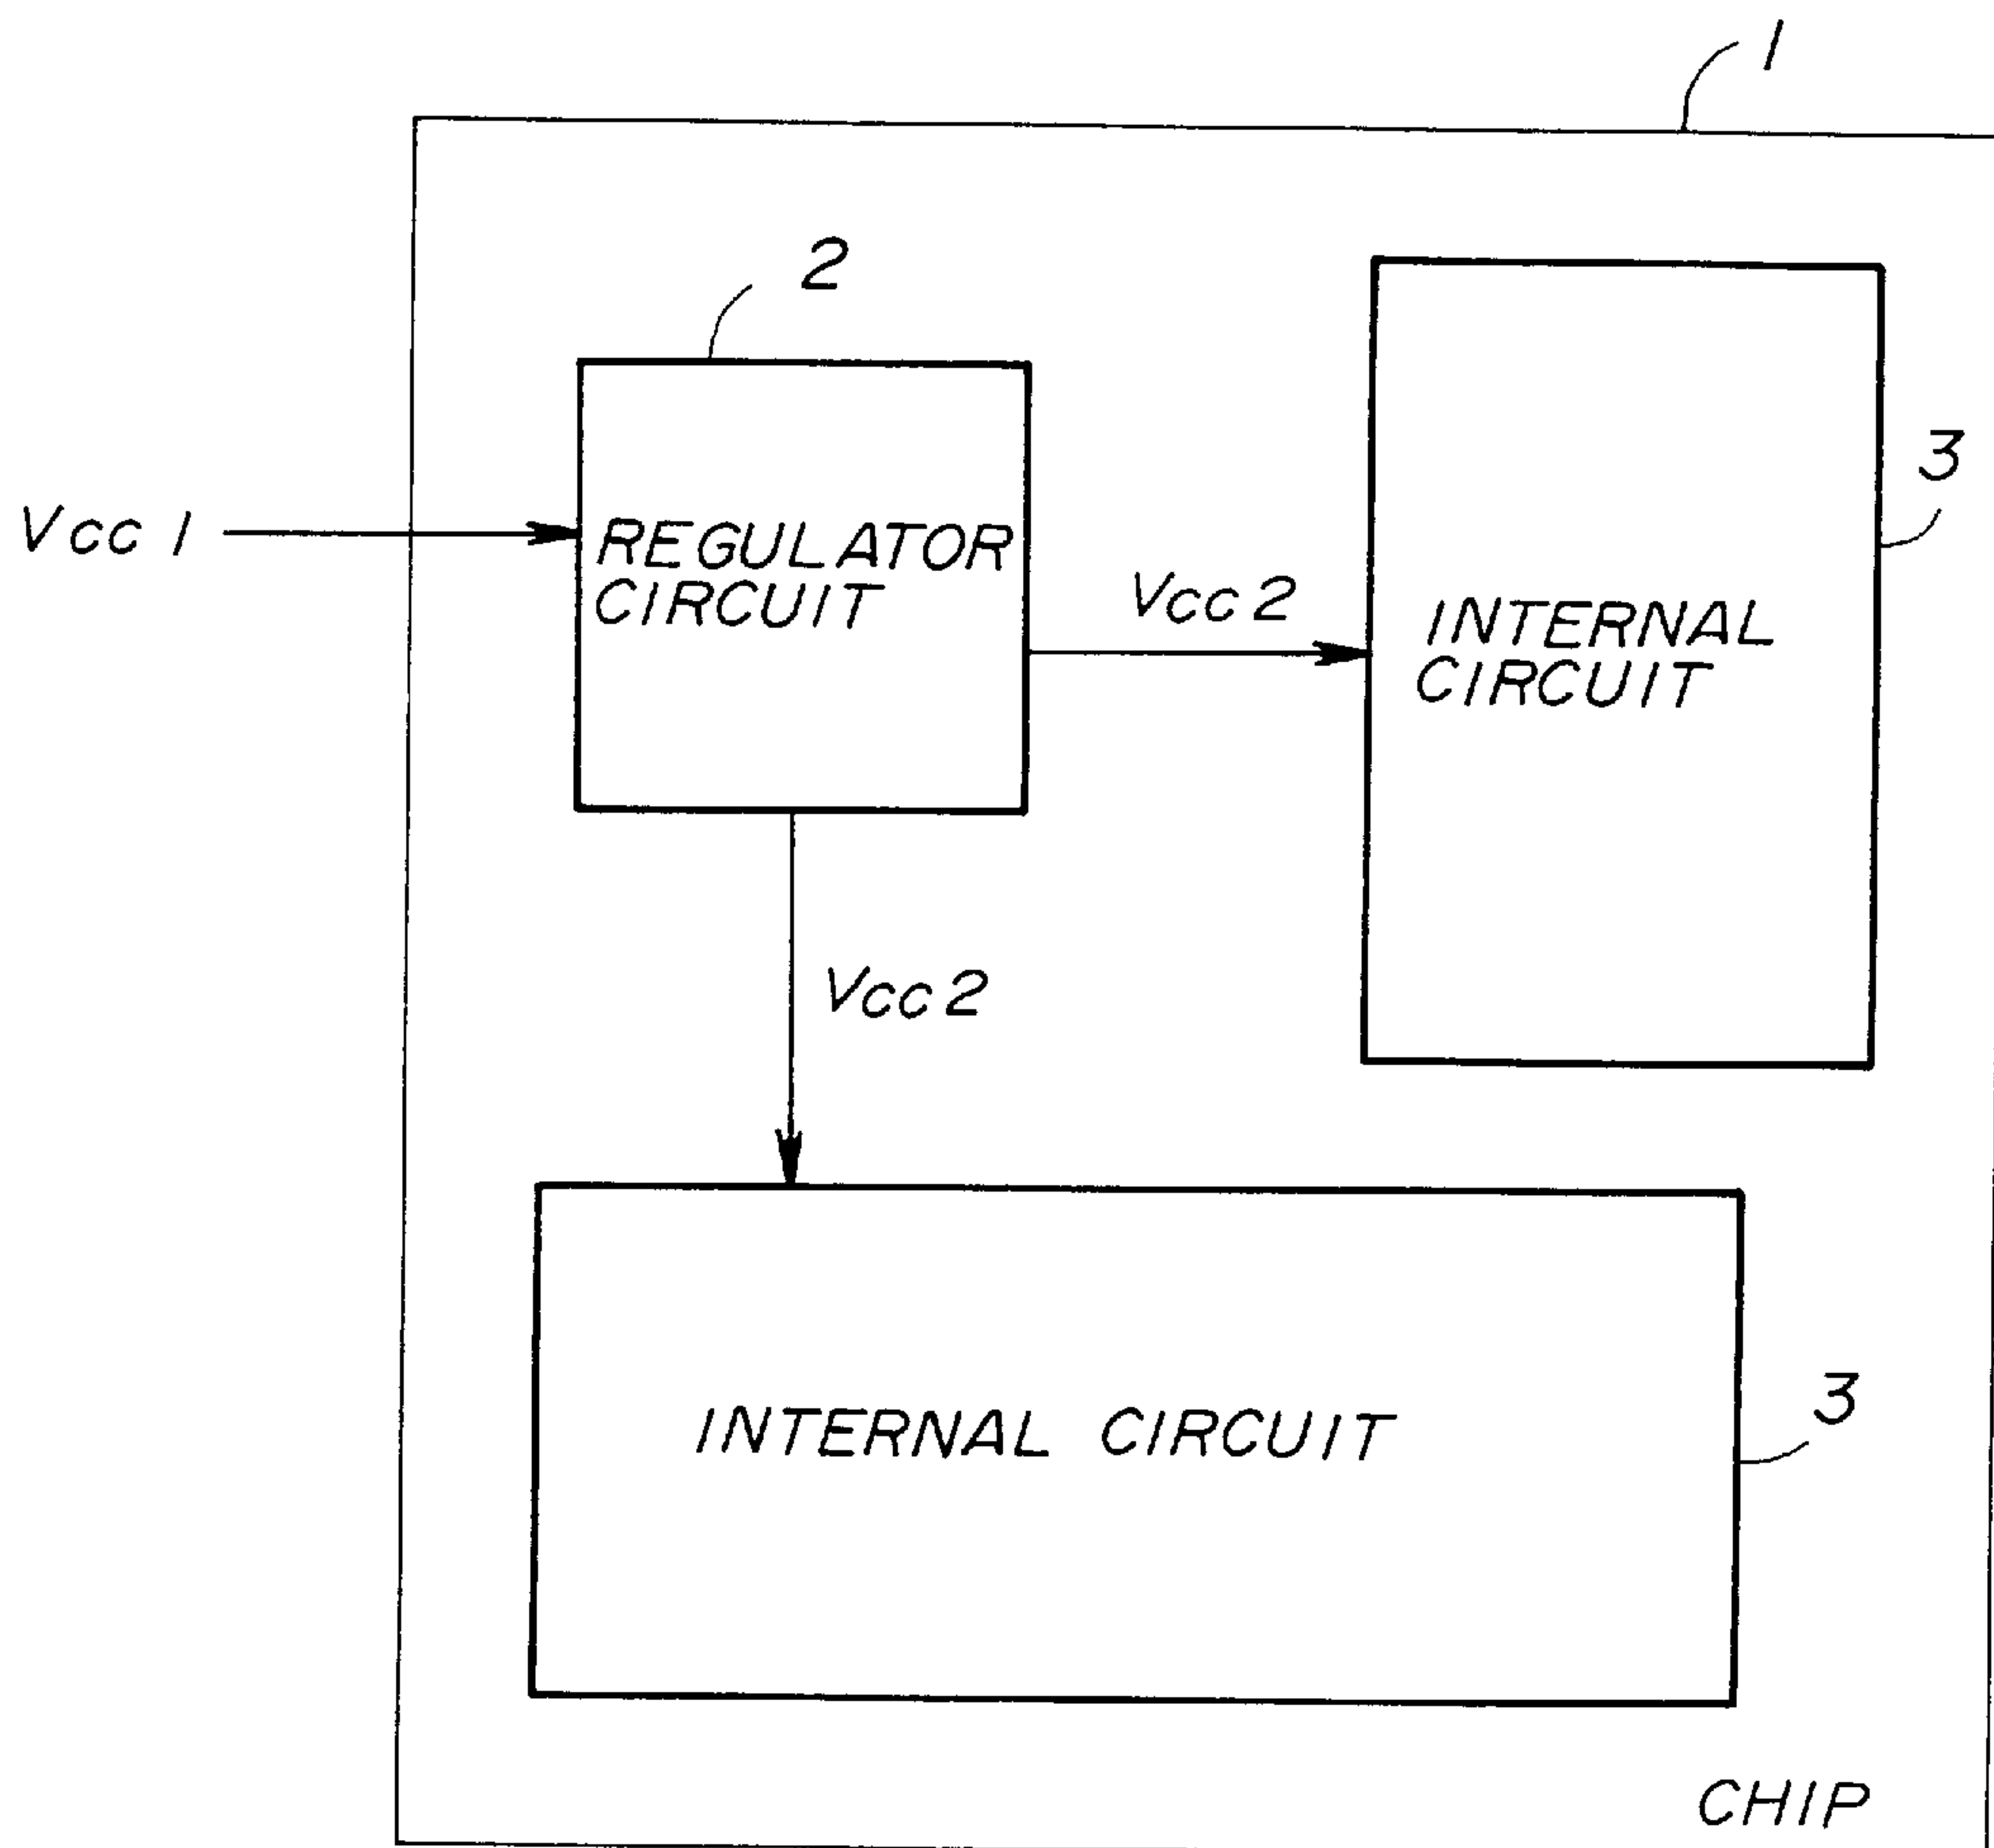 1
2
3
Vcc 1
REGULATOR
CIRCUIT
Vcc 2
INTERNAL
CIRCUIT
Vcc 2
INTERNAL CIRCUIT
3
CHIP